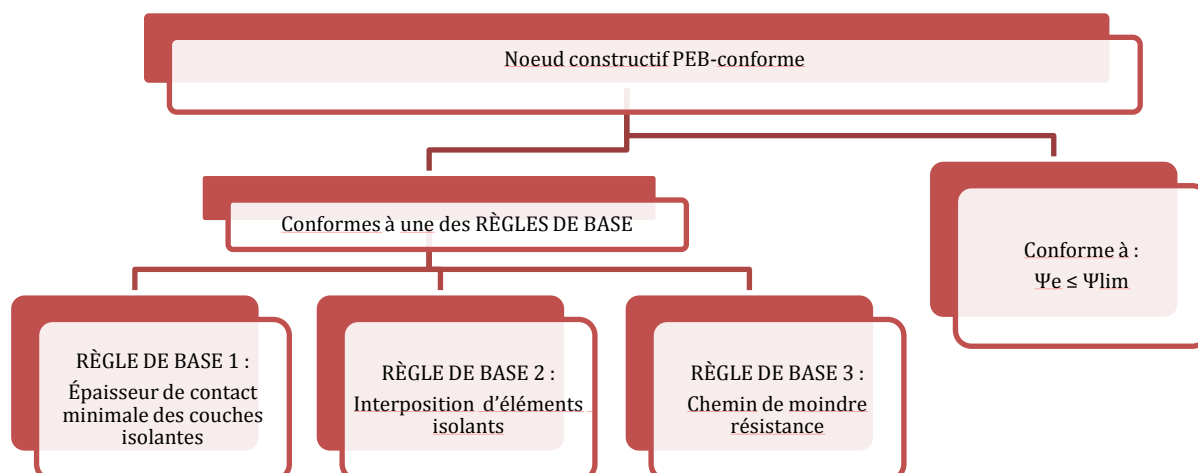 Noeud constructif PEB-conforme
Conformes à une des RÈGLES DE BASE
Conforme à :
Ψe ≤ Ψlim
RÈGLE DE BASE 1 :
Épaisseur de contact
minimale des couches
isolantes
RÈGLE DE BASE 2 :
Interposition d’éléments
isolants
RÈGLE DE BASE 3 :
Chemin de moindre
résistance